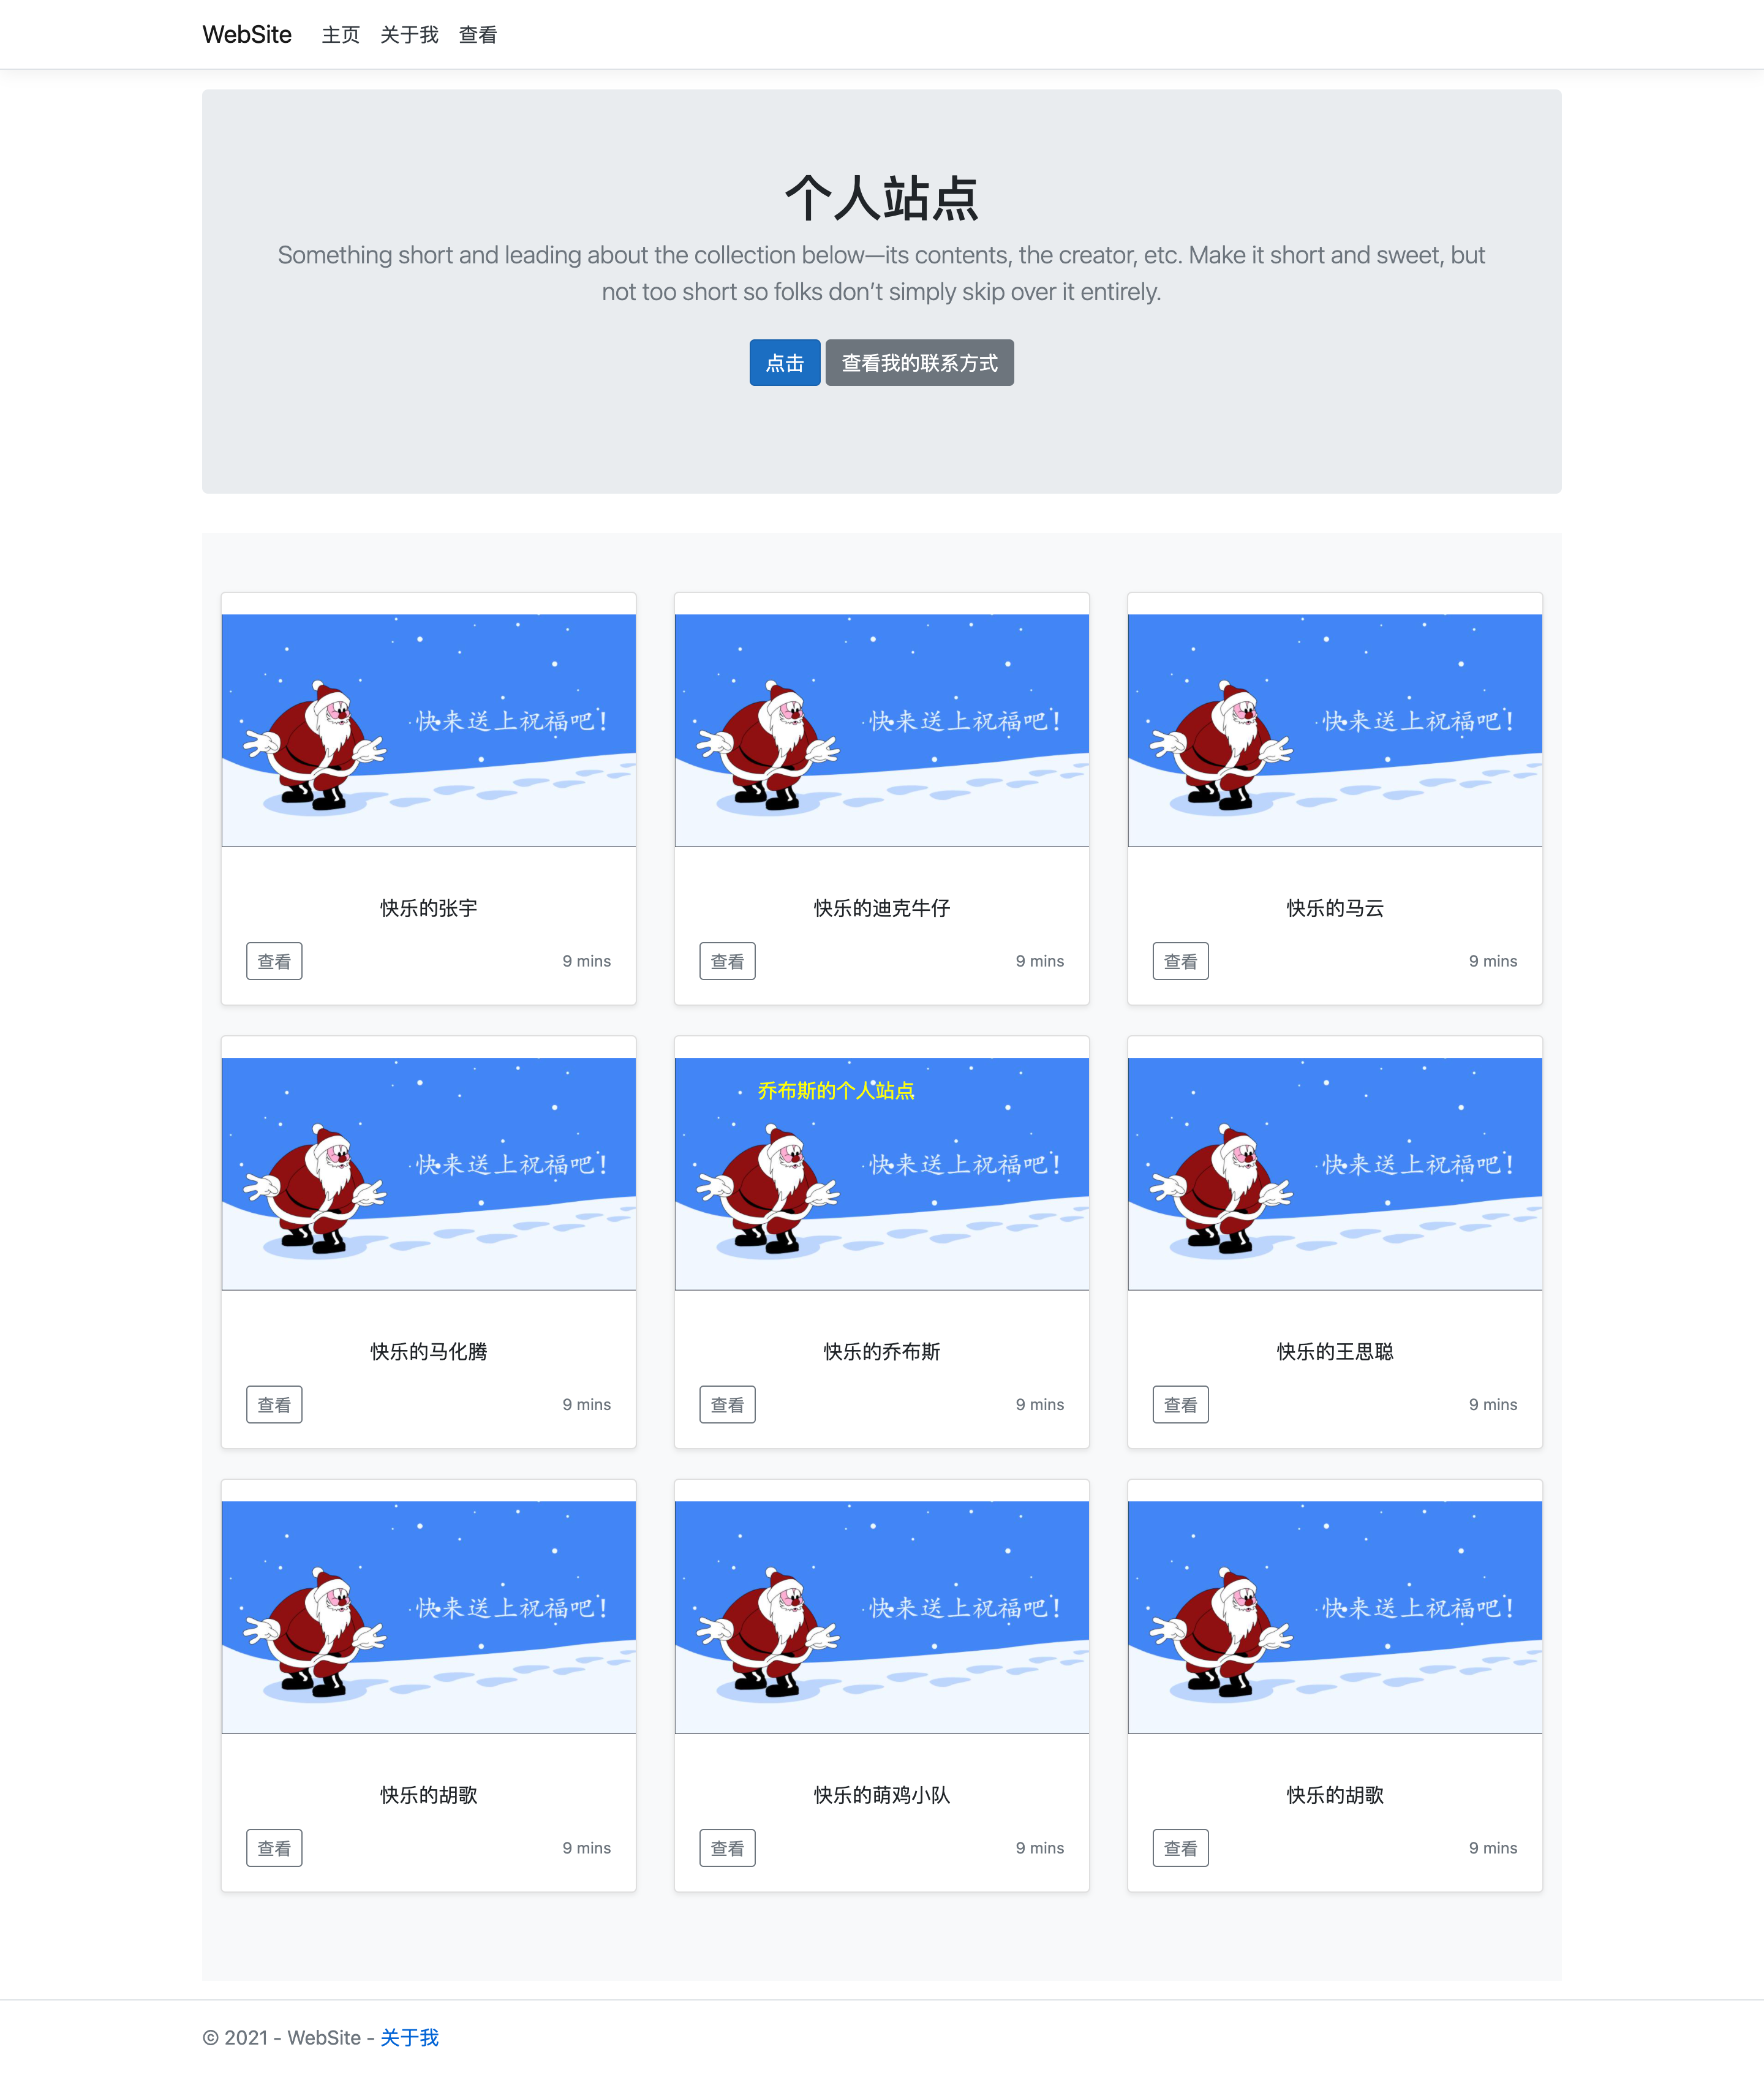 WebSite 主页 关于我 查看
个人站点
Something short and leading about the collection below—its contents, the creator, etc. Make it short and sweet, but
not too short so folks don’t simply skip over it entirely.
点击 查看我的联系方式
快来送上祝福吧！
快乐的张宇
查看 9 mins
快来送上祝福吧！
快乐的迪克牛仔
查看 9 mins
快来送上祝福吧！
快乐的马云
查看 9 mins
快来送上祝福吧！
快乐的马化腾
查看 9 mins
乔布斯的个人站点
快来送上祝福吧！
快乐的乔布斯
查看 9 mins
快来送上祝福吧！
快乐的王思聪
查看 9 mins
快来送上祝福吧！
快乐的胡歌
查看 9 mins
快来送上祝福吧！
快乐的萌鸡小队
查看 9 mins
快来送上祝福吧！
快乐的胡歌
查看 9 mins
© 2021 - WebSite - 关于我